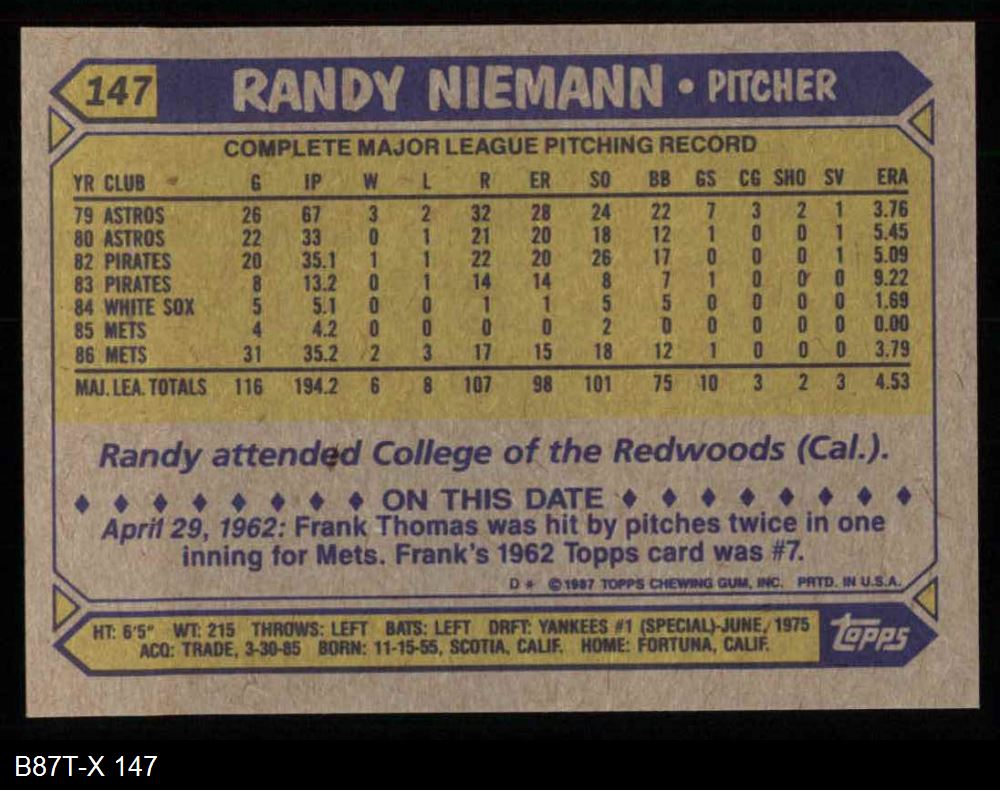 147 RANDY NIEMANN • PITCHER
COMPLETE MAJOR LEAGUE PITCHING RECORD
YR CLUB G IP W L R ER SO BB GS CG SHO SV ERA
79 ASTROS 26 67 3 2 32 28 24 22 7 3 2 1 3.76
80 ASTROS 22 33 0 1 21 20 18 12 1 0 0 1 5.45
82 PIRATES 20 35.1 1 1 22 20 26 17 0 0 0 1 5.09
83 PIRATES 8 13.2 0 1 14 14 8 7 1 0 0 0 9.22
84 WHITE SOX 5 5.1 0 0 1 1 5 5 0 0 0 0 1.69
85 METS 4 4.2 0 0 0 0 2 0 0 0 0 0 0.00
86 METS 31 35.2 2 3 17 15 18 12 1 0 0 0 3.79
MAJ. LEA. TOTALS 116 194.2 6 8 107 98 101 75 10 3 2 3 4.53
Randy attended College of the Redwoods (Cal.).
♦ ♦ ♦ ♦ ♦ ♦ ♦ ♦ ON THIS DATE ♦ ♦ ♦ ♦ ♦ ♦ ♦ ♦
April 29, 1962: Frank Thomas was hit by pitches twice in one
inning for Mets. Frank's 1962 Topps card was #7.
D* ©1987 TOPPS CHEWING GUM, INC. PRTD. IN U.S.A.
HT: 6'5" WT: 215 THROWS: LEFT BATS: LEFT DRFT: YANKEES #1 (SPECIAL)-JUNE, 1975
ACQ: TRADE, 3-30-85 BORN: 11-15-55, SCOTIA, CALIF. HOME: FORTUNA, CALIF.
topps
B87T-X 147